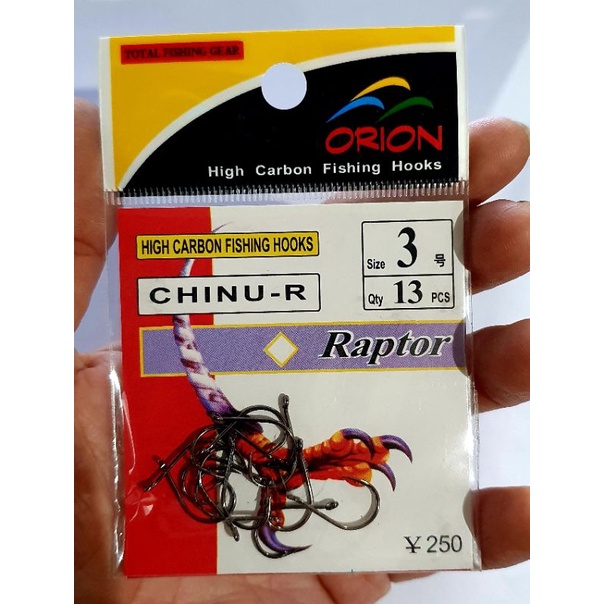 TOTAL FISHING GEAR
ORION
High Carbon Fishing Hooks
HIGH CARBON FISHING HOOKS
Size 3 号
CHINU-R
Qty 13 PCS
Raptor
¥ 250